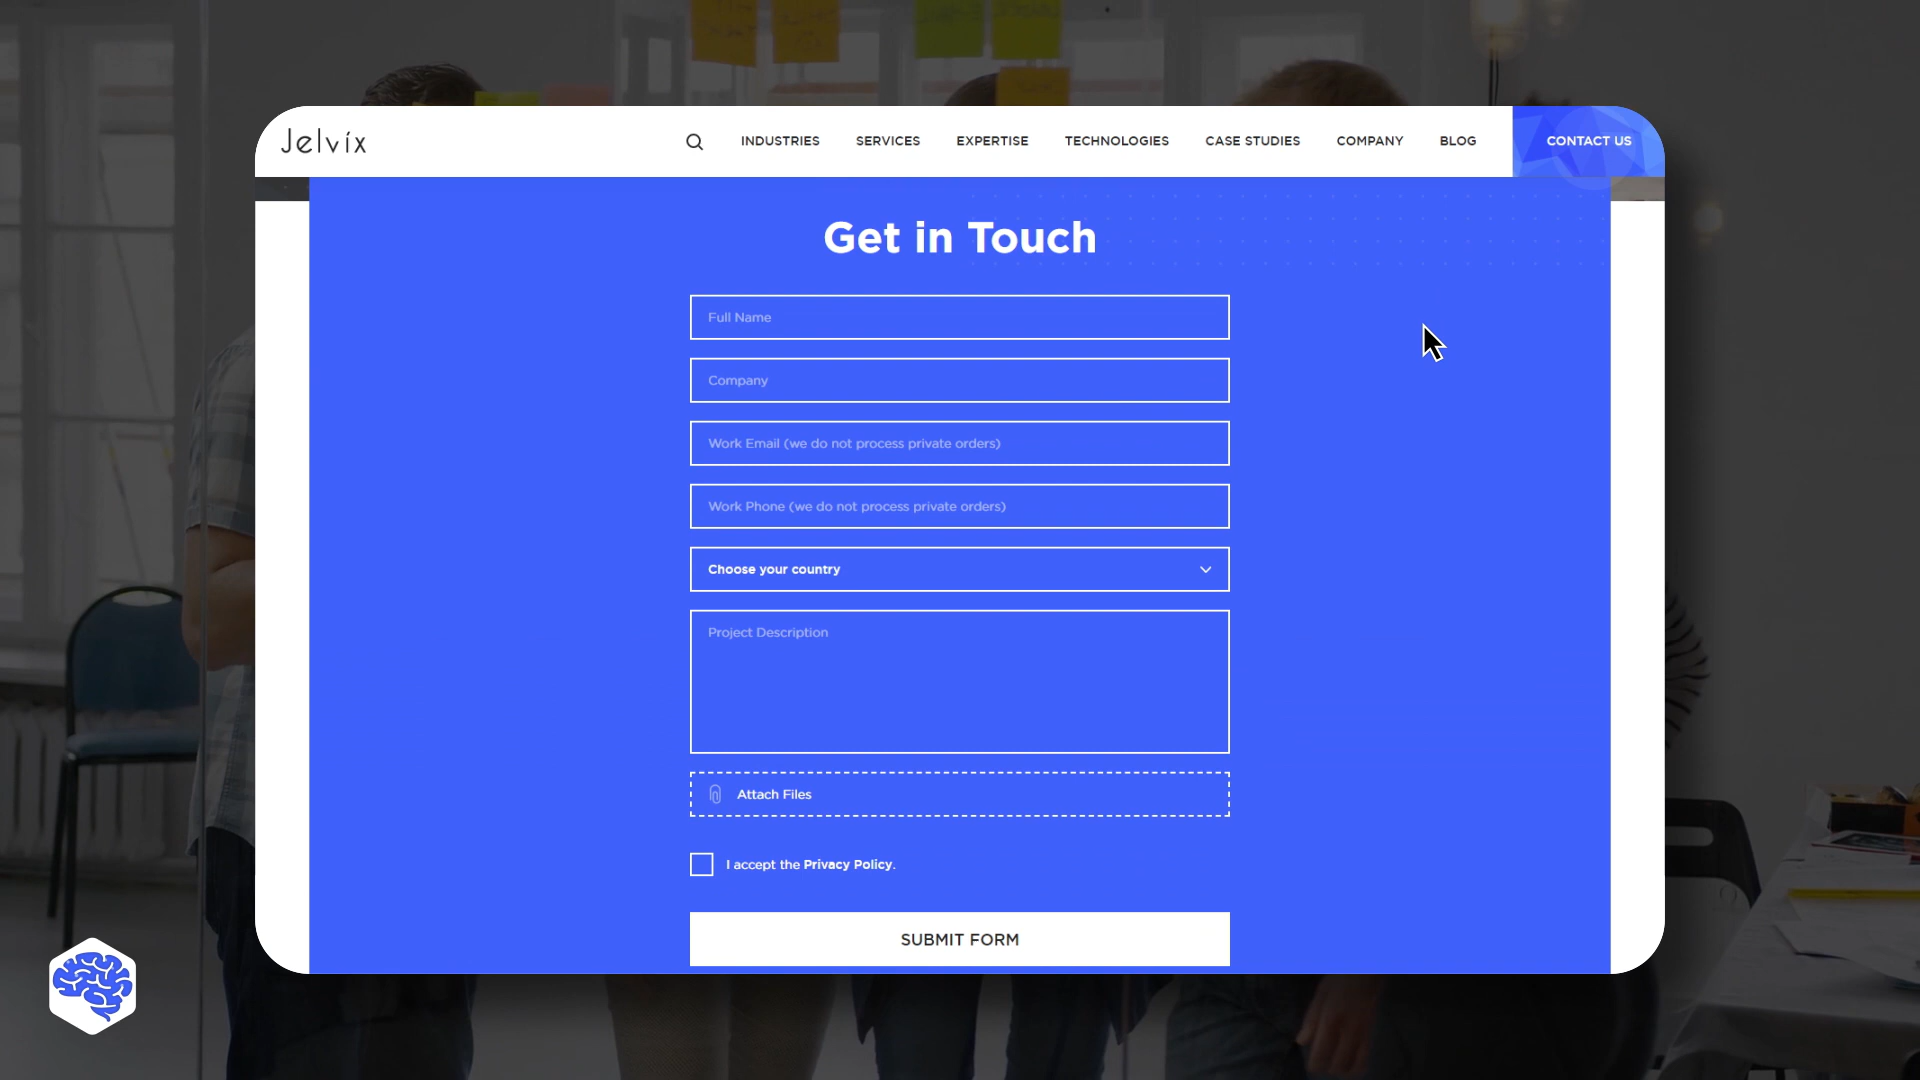 Jelvix
INDUSTRIES SERVICES EXPERTISE TECHNOLOGIES CASE STUDIES COMPANY BLOG CONTACT US
Get in Touch
Full Name
Company
Work Email (we do not process private orders)
Work Phone (we do not process private orders)
Choose your country
Project Description
Attach Files
I accept the Privacy Policy.
SUBMIT FORM